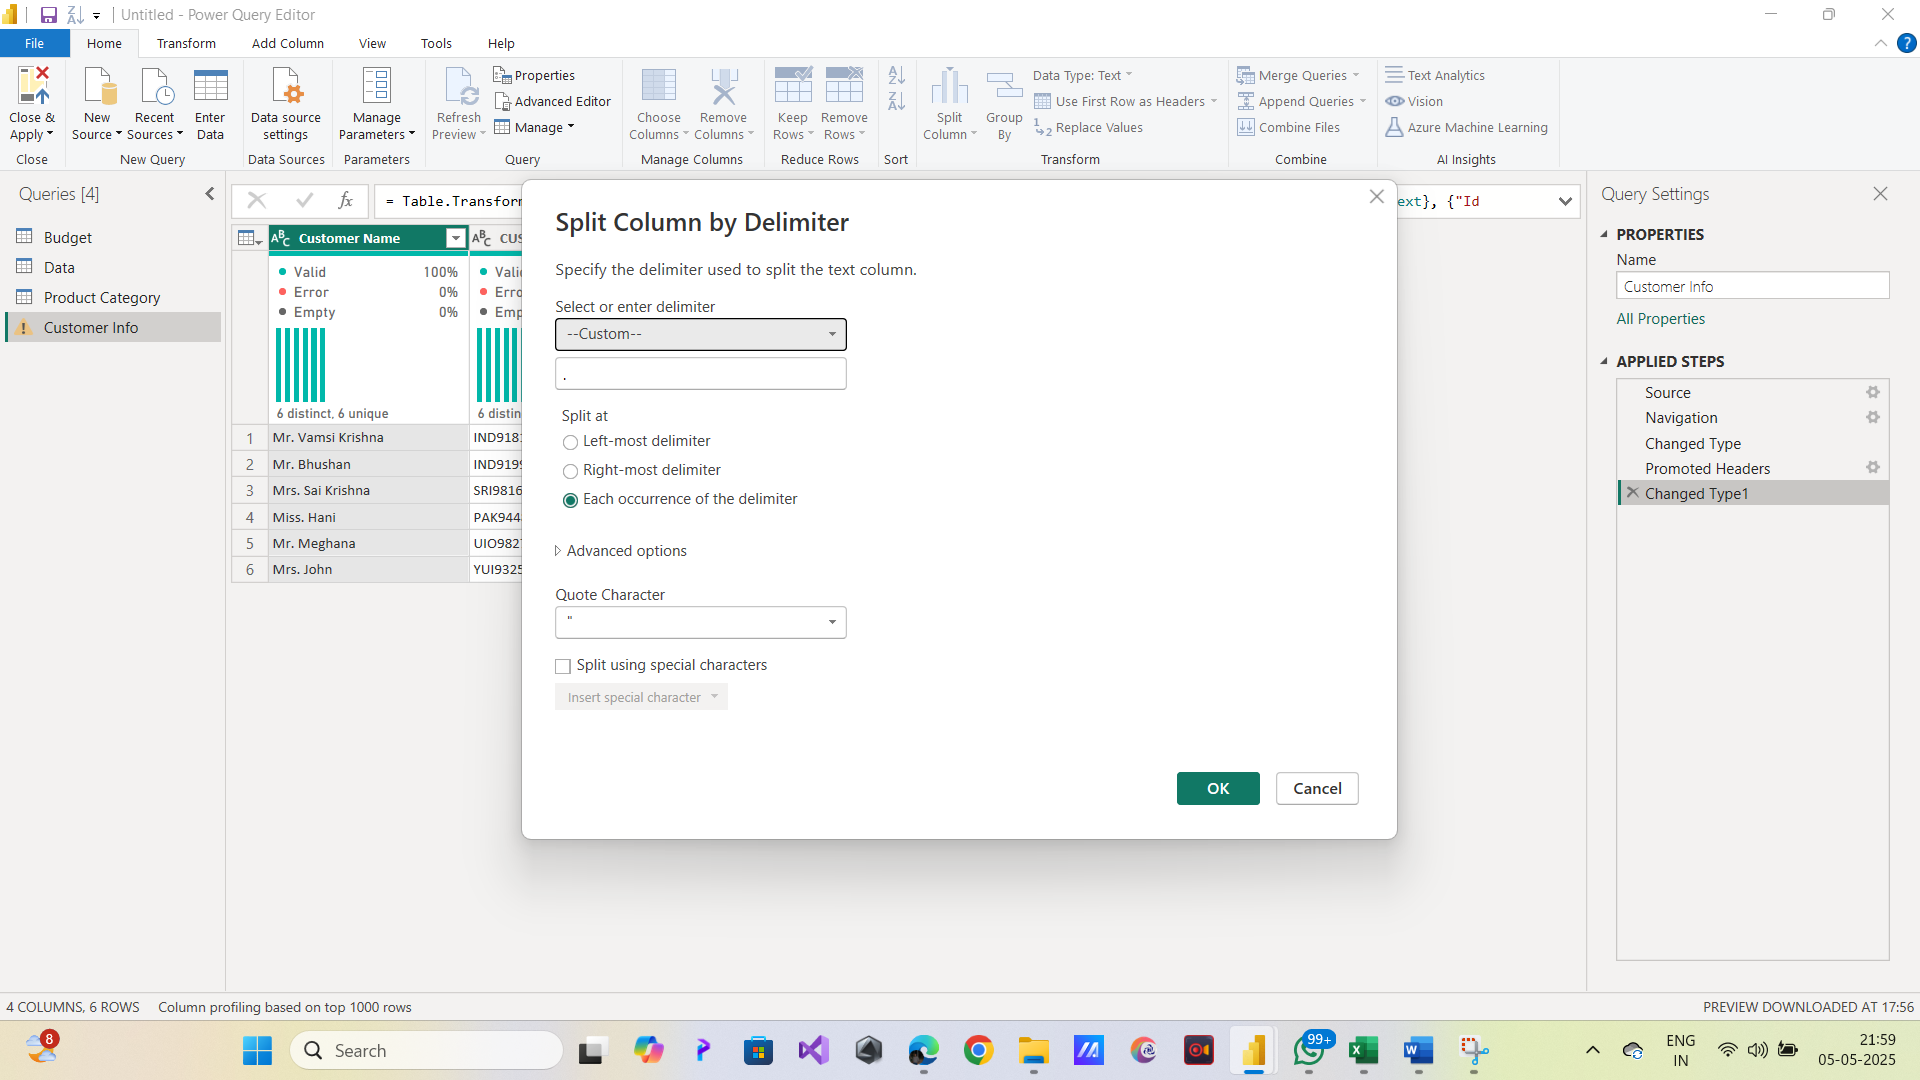 Untitled - Power Query Editor
File Home Transform Add Column View Tools Help
Close & Apply
New Source
Recent Sources
Enter Data
Data source settings
Manage Parameters
Refresh Preview
Properties
Advanced Editor
Manage
Choose Columns
Remove Columns
Keep Rows
Remove Rows
Split Column
Group By
Data Type: Text
Use First Row as Headers
Replace Values
Merge Queries
Append Queries
Combine Files
Text Analytics
Vision
Azure Machine Learning
Close New Query Data Sources Parameters Query Manage Columns Reduce Rows Sort Transform Combine AI Insights
Queries [4]
Budget
Data
Product Category
Customer Info
fx = Table.Transform
ext}, {"Id
ABC Customer Name
ABC CUS
Valid 100%
Error 0%
Empty 0%
6 distinct, 6 unique
Vali
Erro
Emp
6 distin
1 Mr. Vamsi Krishna IND918
2 Mr. Bhushan IND919
3 Mrs. Sai Krishna SRI9816
4 Miss. Hani PAK944
5 Mr. Meghana UIO982
6 Mrs. John YUI9325
Split Column by Delimiter
Specify the delimiter used to split the text column.
Select or enter delimiter
--Custom--
.
Split at
Left-most delimiter
Right-most delimiter
Each occurrence of the delimiter
Advanced options
Quote Character
"
Split using special characters
Insert special character
OK Cancel
Query Settings
PROPERTIES
Name
Customer Info
All Properties
APPLIED STEPS
Source
Navigation
Changed Type
Promoted Headers
Changed Type1
4 COLUMNS, 6 ROWS Column profiling based on top 1000 rows
PREVIEW DOWNLOADED AT 17:56
8
Search
99+
ENG
IN
21:59
05-05-2025